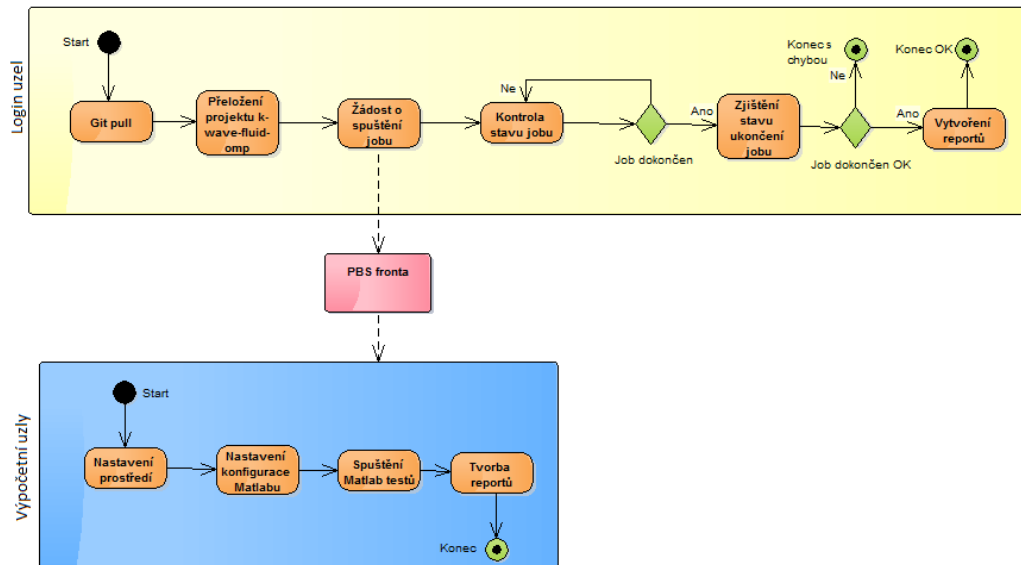 Login uzel
Start
Git pull
Přeložení
projektu k-
wave-fluid-
omp
Žádost o
spuštění
jobu
Ne
Kontrola
stavu jobu
Job dokončen
Ano
Zjištění
stavu
ukončení
jobu
Konec s
chybou
Ne
Job dokončen OK
Ano
Konec OK
Vytvoření
reportů
PBS fronta
Výpočetní uzly
Start
Nastavení
prostředí
Nastavení
konfigurace
Matlabu
Spuštění
Matlab testů
Tvorba
reportů
Konec